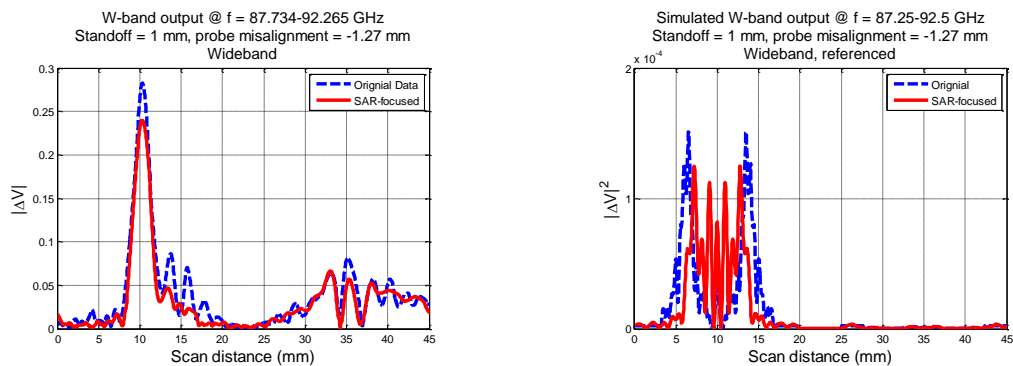 W-band output @ f = 87.734-92.265 GHz
Standoff = 1 mm, probe misalignment = -1.27 mm
Wideband
0.3
0.25
0.2
0.15
0.1
0.05
0
|ΔV|
Orignial Data
SAR-focused
0 5 10 15 20 25 30 35 40 45
Scan distance (mm)
Simulated W-band output @ f = 87.25-92.5 GHz
Standoff = 1 mm, probe misalignment = -1.27 mm
Wideband, referenced
x 10⁻⁴
2
1
0
|ΔV|²
Orignial
SAR-focused
0 5 10 15 20 25 30 35 40 45
Scan distance (mm)